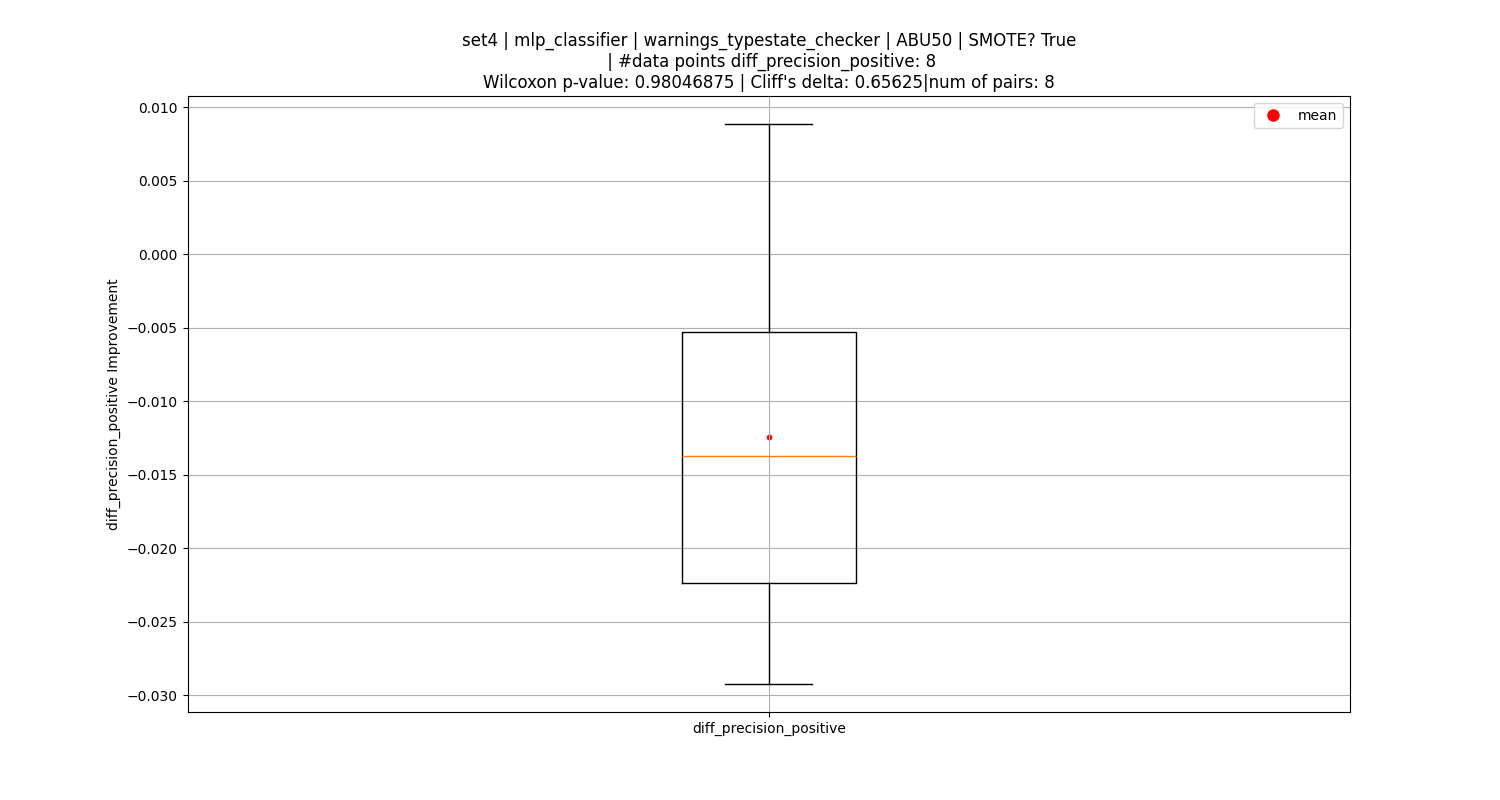 set4 | mlp_classifier | warnings_typestate_checker | ABU50 | SMOTE? True
| #data points diff_precision_positive: 8
Wilcoxon p-value: 0.98046875 | Cliff's delta: 0.65625|num of pairs: 8
mean
0.010
0.005
0.000
−0.005
−0.010
−0.015
−0.020
−0.025
−0.030
diff_precision_positive Improvement
diff_precision_positive